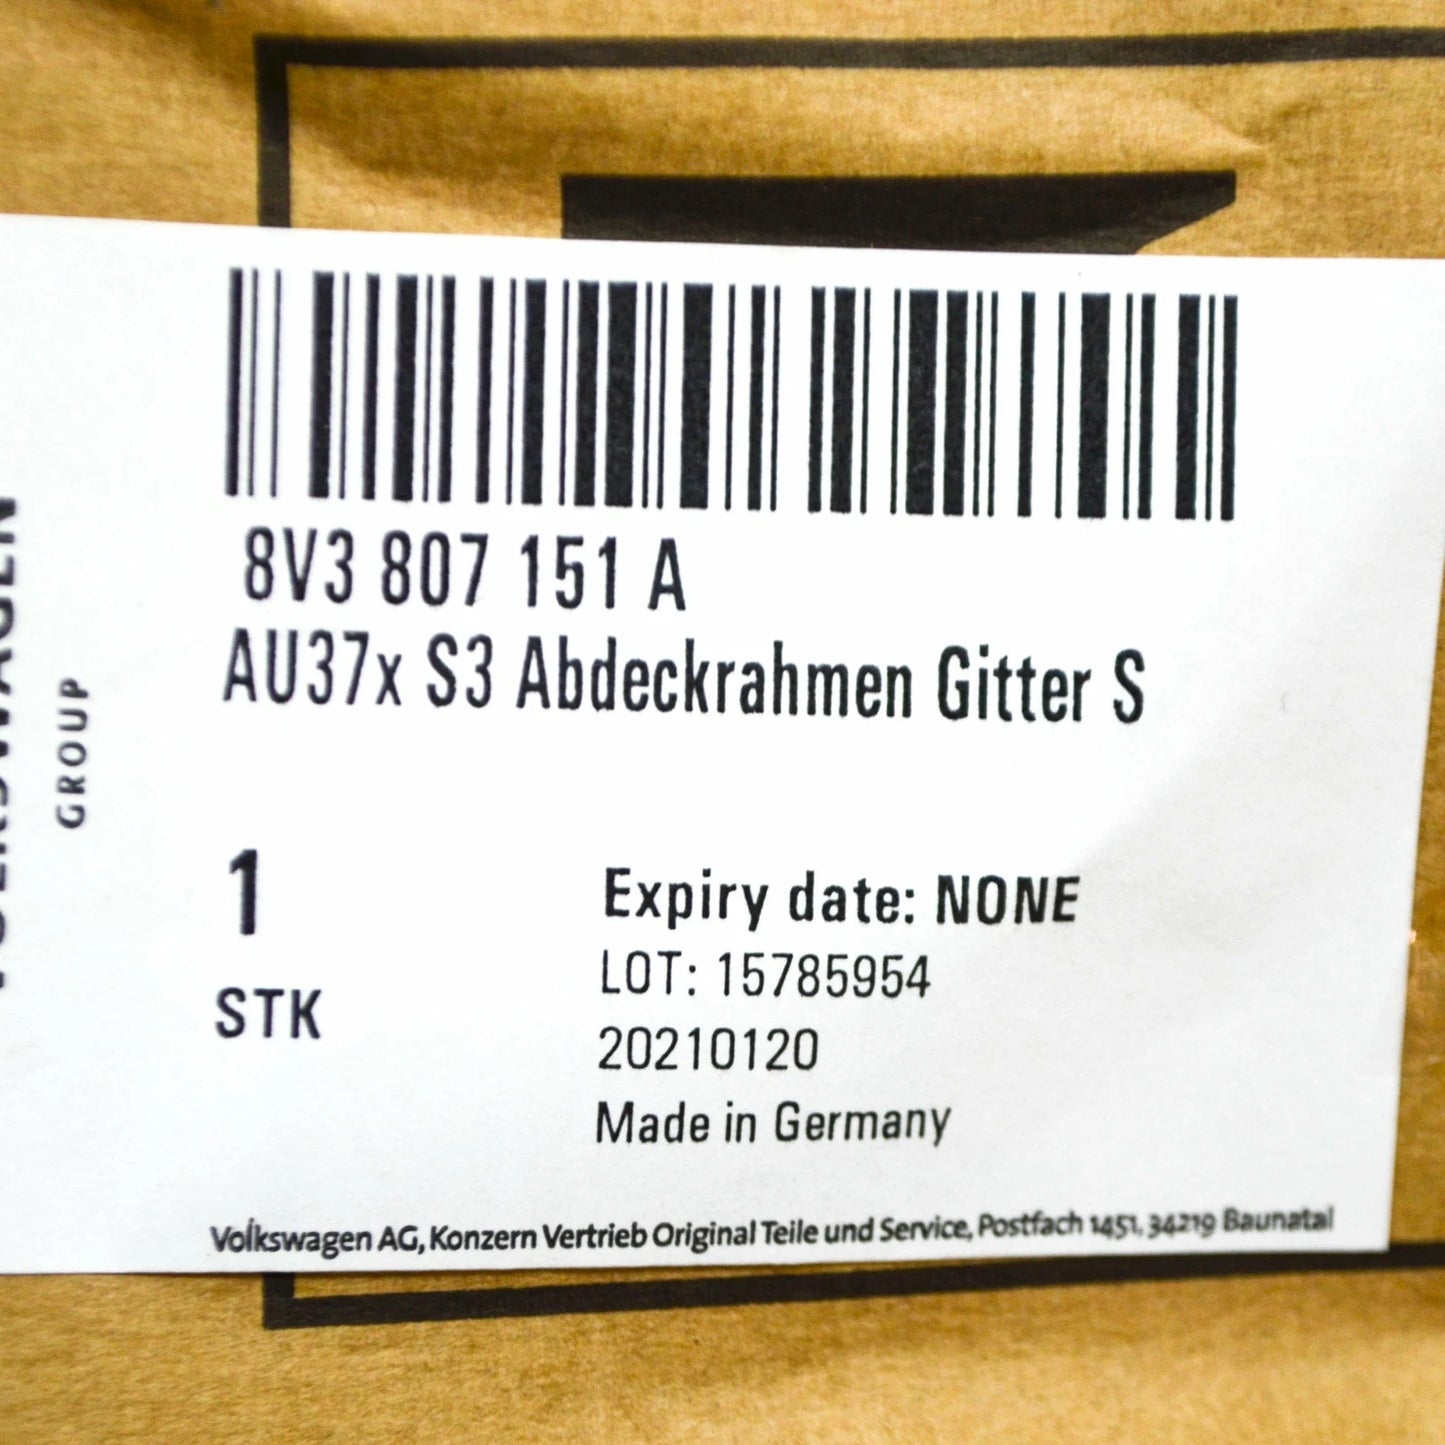 8V3 807 151 A
AU37x S3 Abdeckrahmen Gitter S
1
STK
Expiry date: NONE
LOT: 15785954
20210120
Made in Germany
Volkswagen AG, Konzern Vertrieb Original Teile und Service, Postfach 1451, 34219 Baunatal
GROUP